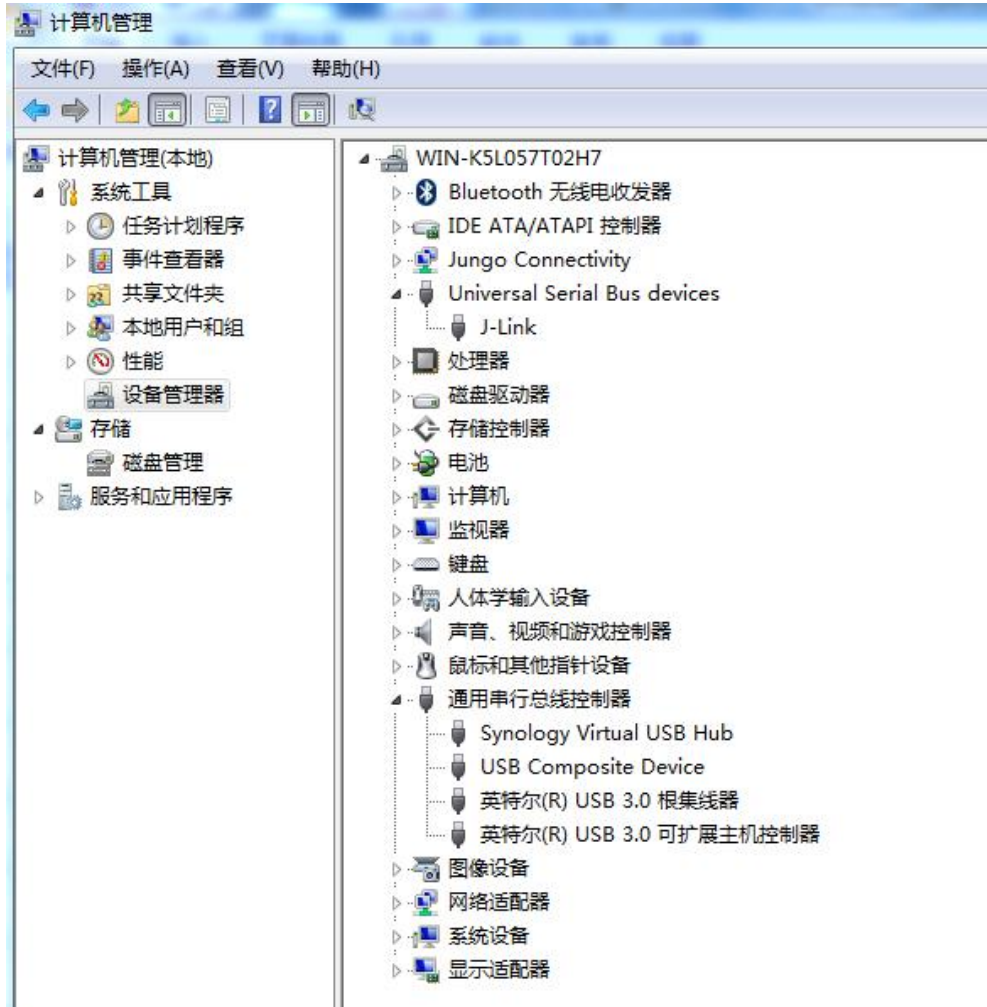 计算机管理
文件(F) 操作(A) 查看(V) 帮助(H)
计算机管理(本地)
系统工具
任务计划程序
事件查看器
共享文件夹
本地用户和组
性能
设备管理器
存储
磁盘管理
服务和应用程序
WIN-K5L057T02H7
Bluetooth 无线电收发器
IDE ATA/ATAPI 控制器
Jungo Connectivity
Universal Serial Bus devices
J-Link
处理器
磁盘驱动器
存储控制器
电池
计算机
监视器
键盘
人体学输入设备
声音、视频和游戏控制器
鼠标和其他指针设备
通用串行总线控制器
Synology Virtual USB Hub
USB Composite Device
英特尔(R) USB 3.0 根集线器
英特尔(R) USB 3.0 可扩展主机控制器
图像设备
网络适配器
系统设备
显示适配器